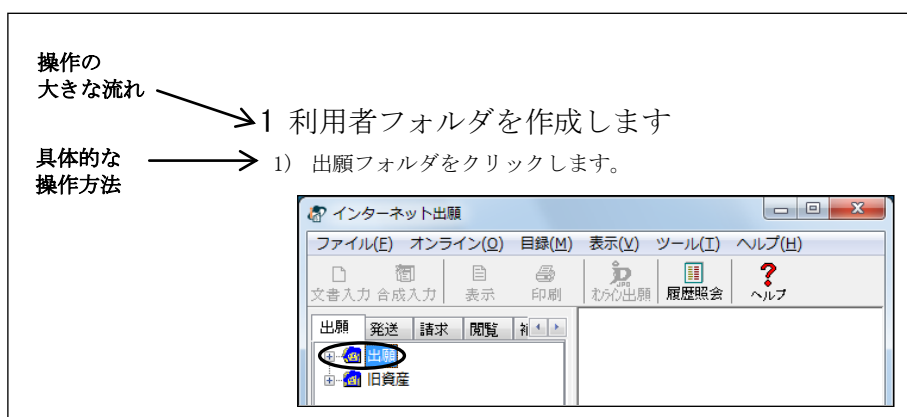 操作の
大きな流れ
1 利用者フォルダを作成します
具体的な
操作方法
1) 出願フォルダをクリックします。
インターネット出願
ファイル(F) オンライン(O) 目録(M) 表示(V) ツール(T) ヘルプ(H)
文書入力 合成入力 表示 印刷 ｵﾝﾗｲﾝ出願 履歴照会 ヘルプ
出願 発送 請求 閲覧
出願
旧資産